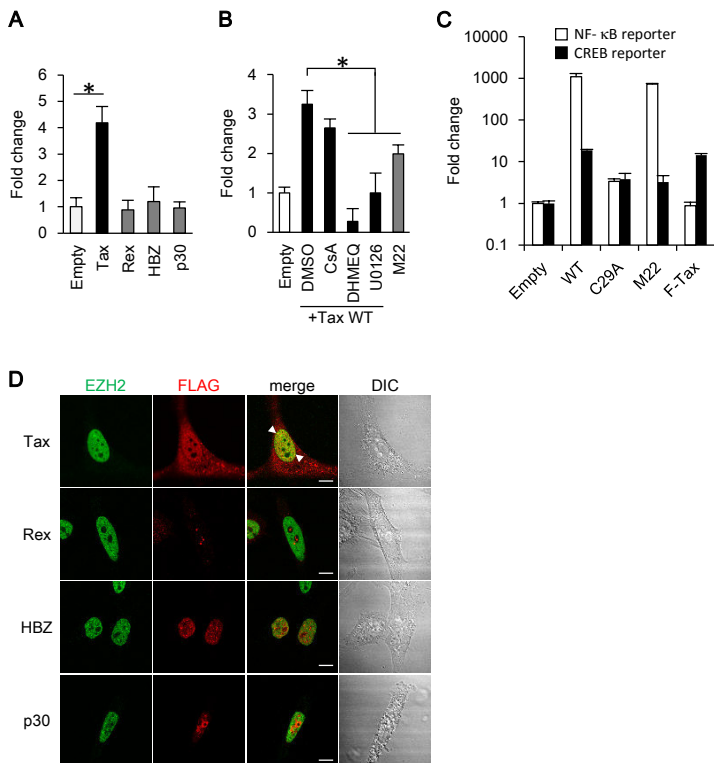 A
Fold change
6
5
4
3
2
1
0
*
Empty
Tax
Rex
HBZ
p30
B
Fold change
4
3
2
1
0
*
Empty
DMSO
CsA
DHMEQ
U0126
M22
+Tax WT
C
NF- κB reporter
CREB reporter
Fold change
1000
100
10
1
0.1
Empty
WT
C29A
M22
F-Tax
D
EZH2 FLAG merge DIC
Tax
Rex
HBZ
p30